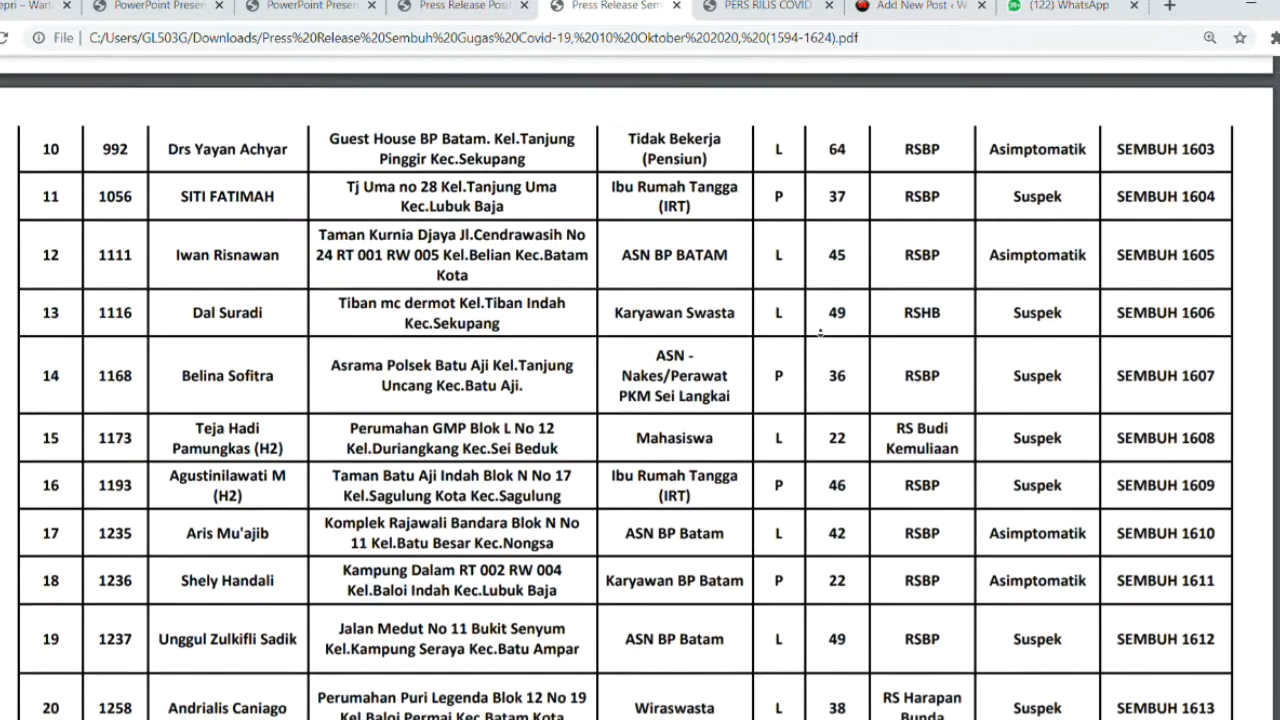 epri – Wart
PowerPoint Presen
PowerPoint Presen
Press Release Posi
Press Release Sem
PERS RILIS COVID
Add New Post ‹ W
(122) WhatsApp
File | C:/Users/GL503G/Downloads/Press%20Release%20Sembuh%20Gugas%20Covid-19,%2010%20Oktober%202020,%20(1594-1624).pdf
10 992 Drs Yayan Achyar Guest House BP Batam. Kel.Tanjung Pinggir Kec.Sekupang Tidak Bekerja (Pensiun) L 64 RSBP Asimptomatik SEMBUH 1603
11 1056 SITI FATIMAH Tj Uma no 28 Kel.Tanjung Uma Kec.Lubuk Baja Ibu Rumah Tangga (IRT) P 37 RSBP Suspek SEMBUH 1604
12 1111 Iwan Risnawan Taman Kurnia Djaya Jl.Cendrawasih No 24 RT 001 RW 005 Kel.Belian Kec.Batam Kota ASN BP BATAM L 45 RSBP Asimptomatik SEMBUH 1605
13 1116 Dal Suradi Tiban mc dermot Kel.Tiban Indah Kec.Sekupang Karyawan Swasta L 49 RSHB Suspek SEMBUH 1606
14 1168 Belina Sofitra Asrama Polsek Batu Aji Kel.Tanjung Uncang Kec.Batu Aji. ASN - Nakes/Perawat PKM Sei Langkai P 36 RSBP Suspek SEMBUH 1607
15 1173 Teja Hadi Pamungkas (H2) Perumahan GMP Blok L No 12 Kel.Duriangkang Kec.Sei Beduk Mahasiswa L 22 RS Budi Kemuliaan Suspek SEMBUH 1608
16 1193 Agustinilawati M (H2) Taman Batu Aji Indah Blok N No 17 Kel.Sagulung Kota Kec.Sagulung Ibu Rumah Tangga (IRT) P 46 RSBP Suspek SEMBUH 1609
17 1235 Aris Mu'ajib Komplek Rajawali Bandara Blok N No 11 Kel.Batu Besar Kec.Nongsa ASN BP Batam L 42 RSBP Asimptomatik SEMBUH 1610
18 1236 Shely Handali Kampung Dalam RT 002 RW 004 Kel.Baloi Indah Kec.Lubuk Baja Karyawan BP Batam P 22 RSBP Asimptomatik SEMBUH 1611
19 1237 Unggul Zulkifli Sadik Jalan Medut No 11 Bukit Senyum Kel.Kampung Seraya Kec.Batu Ampar ASN BP Batam L 49 RSBP Suspek SEMBUH 1612
20 1258 Andrialis Caniago Perumahan Puri Legenda Blok 12 No 19 Kel.Baloi Permai Kec.Batam Kota Wiraswasta L 38 RS Harapan Bunda Suspek SEMBUH 1613